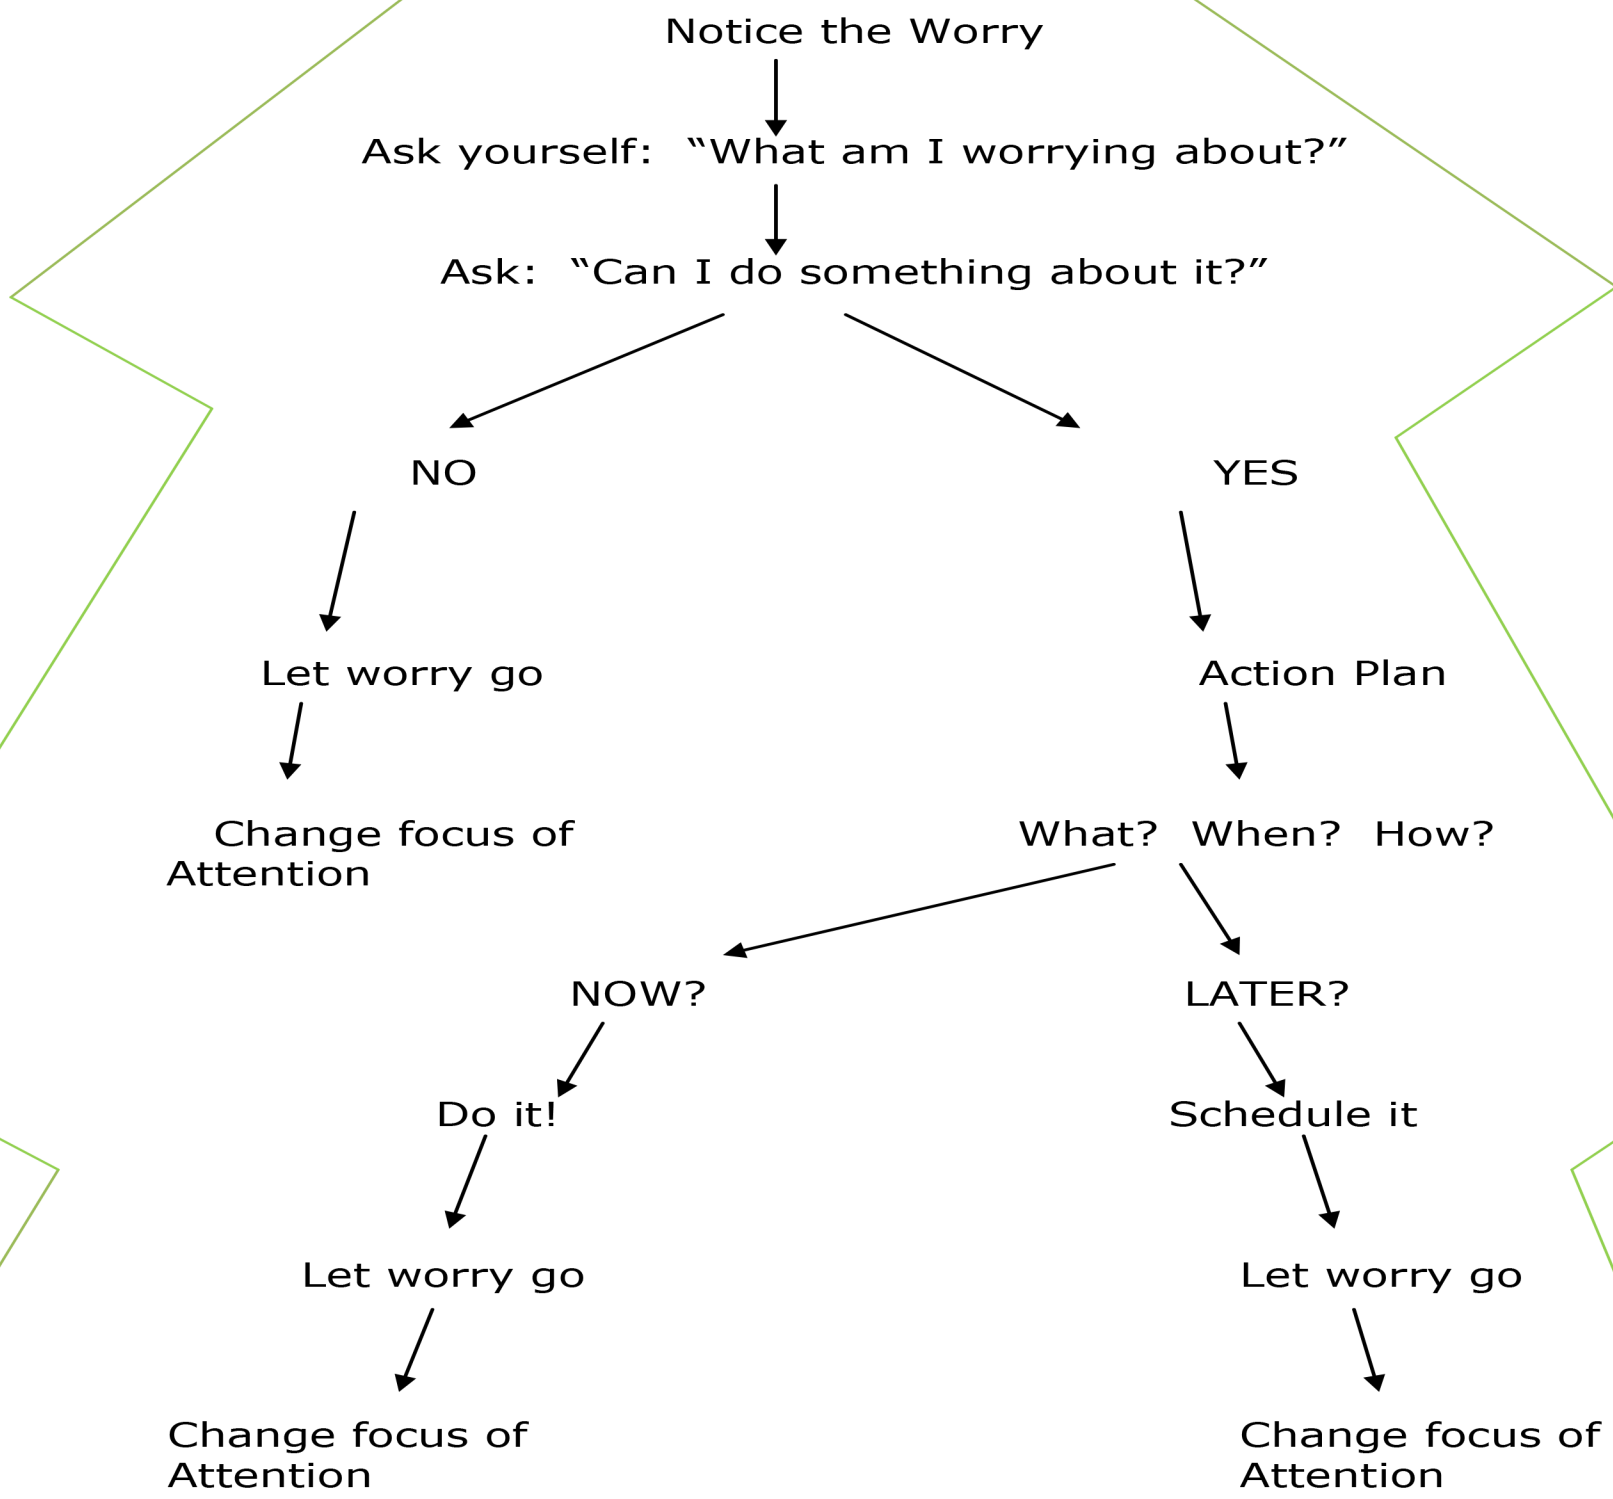 Notice the Worry
Ask yourself:  “What am I worrying about?”
Ask:  “Can I do something about it?”
NO
YES
Let worry go
Action Plan
Change focus of
Attention
What?  When?  How?
NOW?
LATER?
Do it!
Schedule it
Let worry go
Let worry go
Change focus of
Attention
Change focus of
Attention